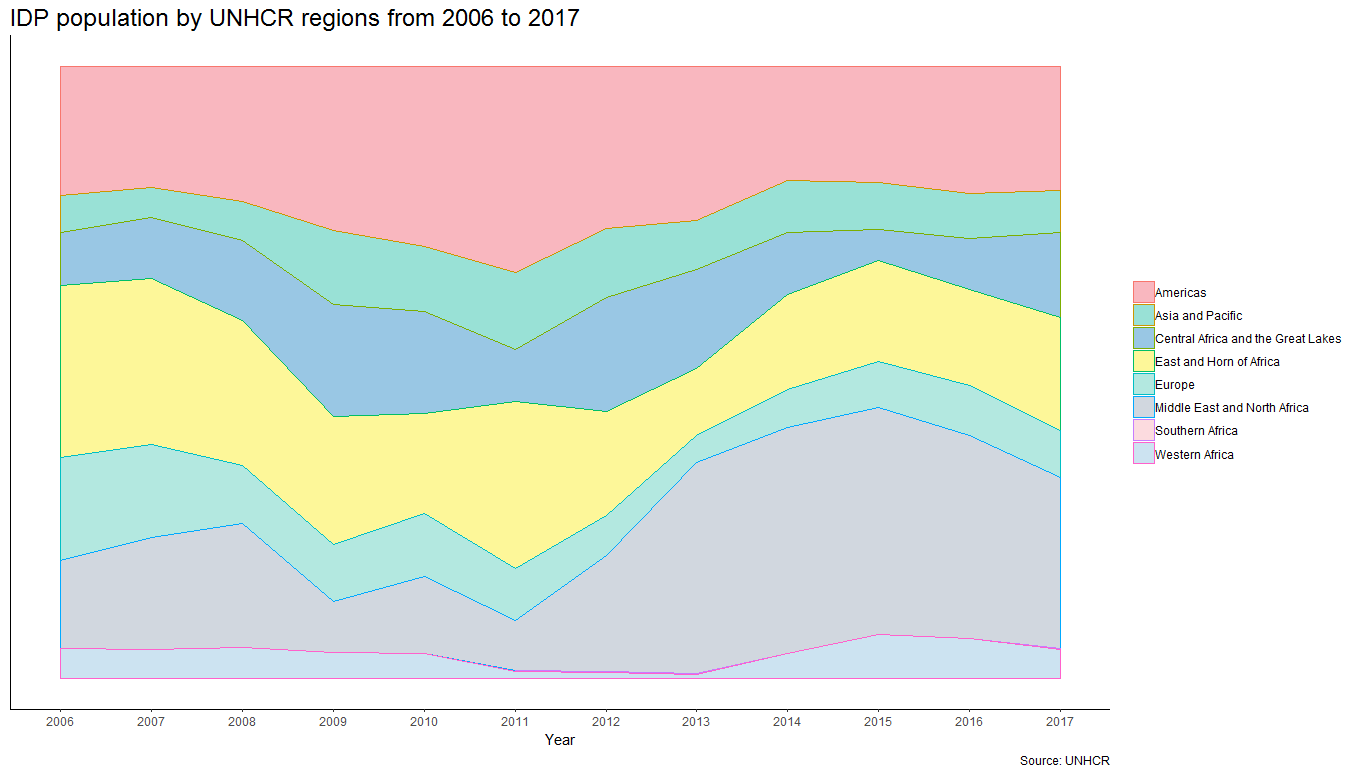 IDP population by UNHCR regions from 2006 to 2017
Americas
Asia and Pacific
Central Africa and the Great Lakes
East and Horn of Africa
Europe
Middle East and North Africa
Southern Africa
Western Africa
2006 2007 2008 2009 2010 2011 2012 2013 2014 2015 2016 2017
Year
Source: UNHCR